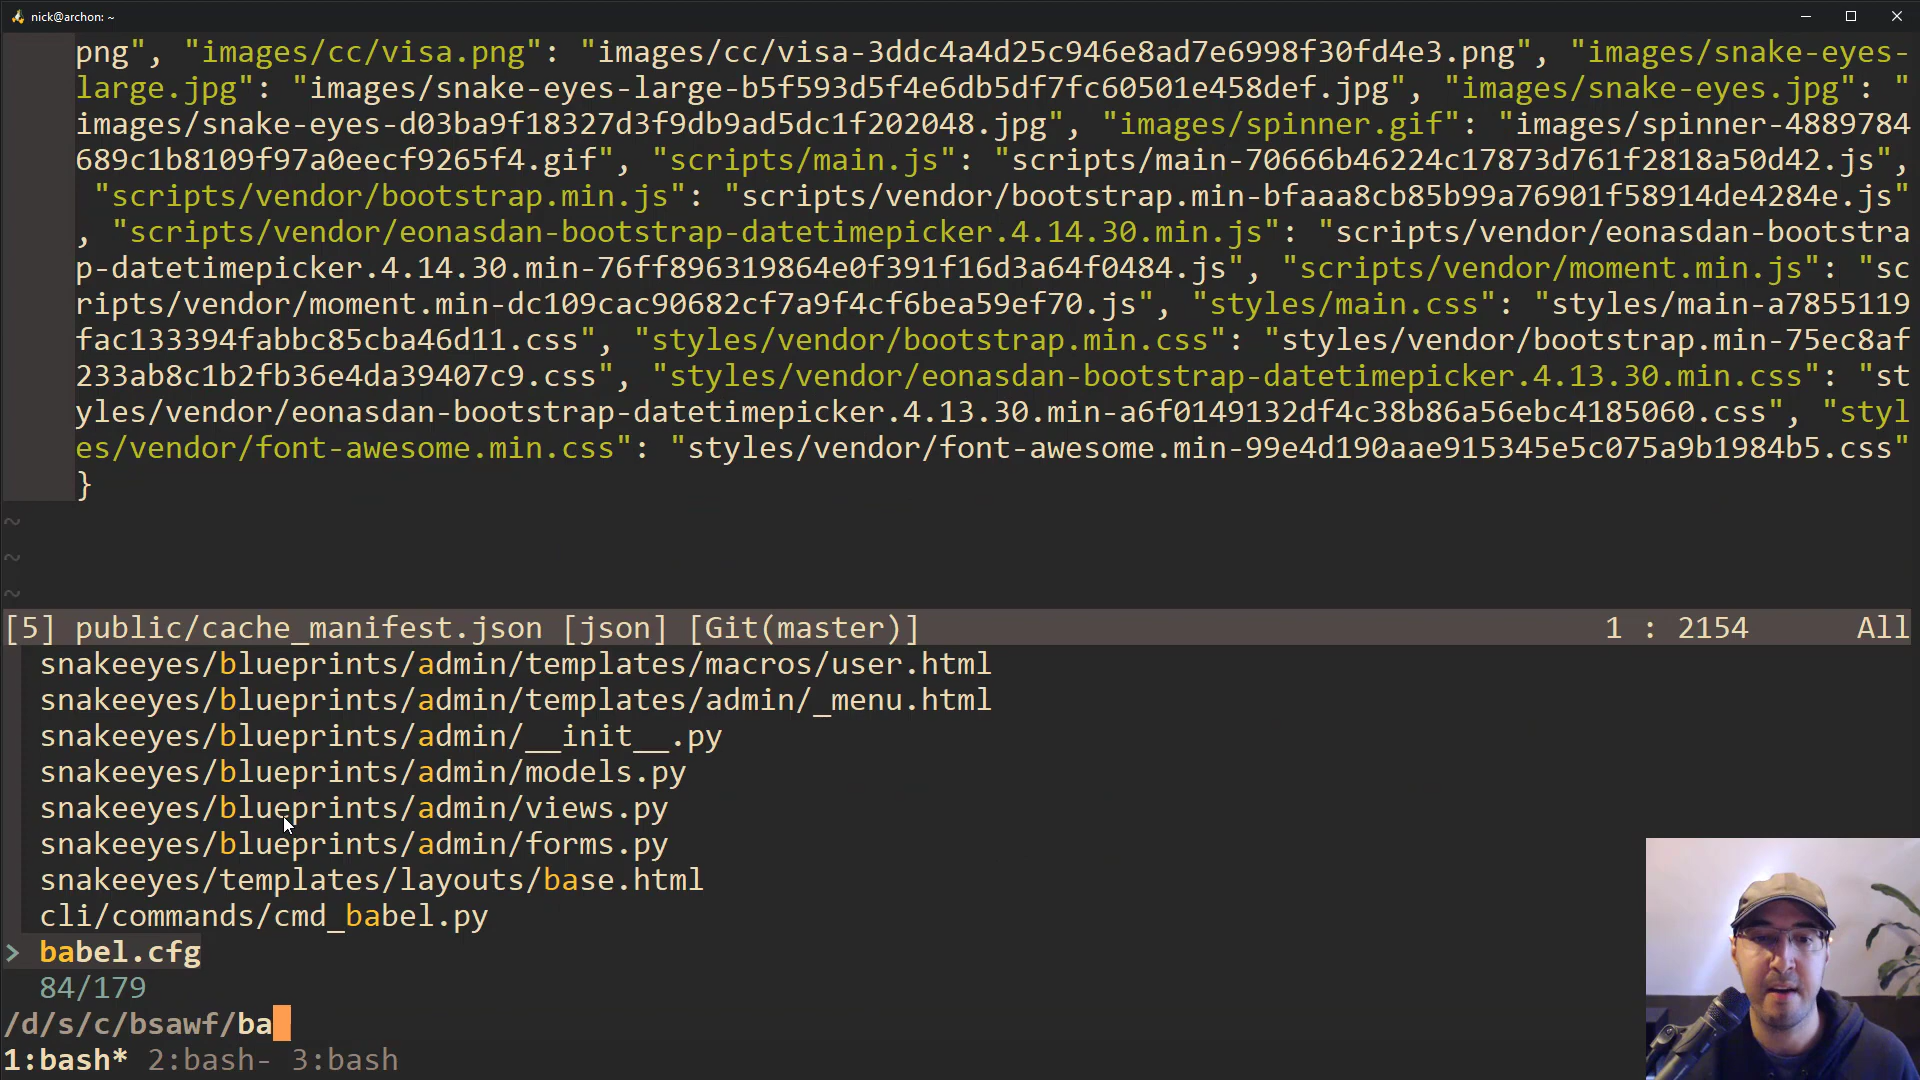 nick@archon: ~
png", "images/cc/visa.png": "images/cc/visa-3ddc4a4d25c946e8ad7e6998f30fd4e3.png", "images/snake-eyes-
large.jpg": "images/snake-eyes-large-b5f593d5f4e6db5df7fc60501e458def.jpg", "images/snake-eyes.jpg": "
images/snake-eyes-d03ba9f18327d3f9db9ad5dc1f202048.jpg", "images/spinner.gif": "images/spinner-4889784
689c1b8109f97a0eecf9265f4.gif", "scripts/main.js": "scripts/main-70666b46224c17873d761f2818a50d42.js",
"scripts/vendor/bootstrap.min.js": "scripts/vendor/bootstrap.min-bfaaa8cb85b99a76901f58914de4284e.js"
, "scripts/vendor/eonasdan-bootstrap-datetimepicker.4.14.30.min.js": "scripts/vendor/eonasdan-bootstra
p-datetimepicker.4.14.30.min-76ff896319864e0f391f16d3a64f0484.js", "scripts/vendor/moment.min.js": "sc
ripts/vendor/moment.min-dc109cac90682cf7a9f4cf6bea59ef70.js", "styles/main.css": "styles/main-a7855119
fac133394fabbc85cba46d11.css", "styles/vendor/bootstrap.min.css": "styles/vendor/bootstrap.min-75ec8af
233ab8c1b2fb36e4da39407c9.css", "styles/vendor/eonasdan-bootstrap-datetimepicker.4.13.30.min.css": "st
yles/vendor/eonasdan-bootstrap-datetimepicker.4.13.30.min-a6f0149132df4c38b86a56ebc4185060.css", "styl
es/vendor/font-awesome.min.css": "styles/vendor/font-awesome.min-99e4d190aae915345e5c075a9b1984b5.css"
}
~
~
~
[5] public/cache_manifest.json [json] [Git(master)] 1 : 2154 All
snakeeyes/blueprints/admin/templates/macros/user.html
snakeeyes/blueprints/admin/templates/admin/_menu.html
snakeeyes/blueprints/admin/__init__.py
snakeeyes/blueprints/admin/models.py
snakeeyes/blueprints/admin/views.py
snakeeyes/blueprints/admin/forms.py
snakeeyes/templates/layouts/base.html
cli/commands/cmd_babel.py
> babel.cfg
84/179
/d/s/c/bsawf/ba
1:bash* 2:bash- 3:bash